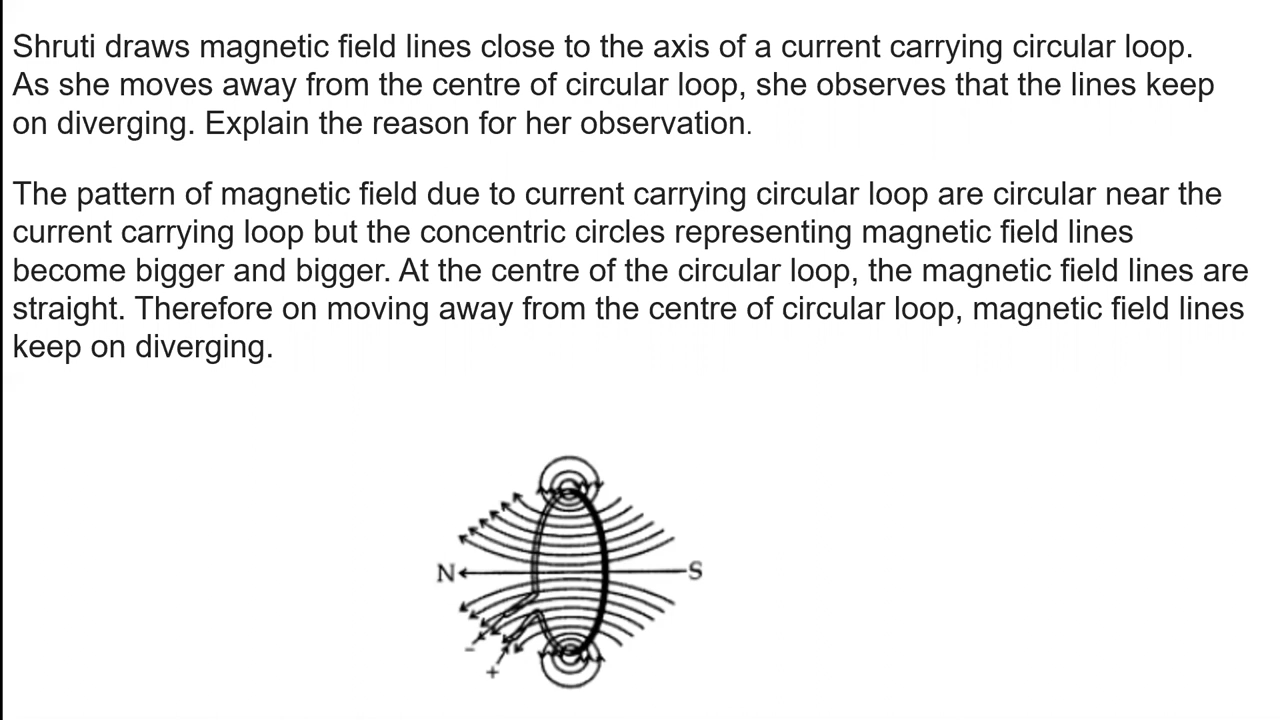 Shruti draws magnetic field lines close to the axis of a current carrying circular loop.
As she moves away from the centre of circular loop, she observes that the lines keep
on diverging. Explain the reason for her observation.
The pattern of magnetic field due to current carrying circular loop are circular near the
current carrying loop but the concentric circles representing magnetic field lines
become bigger and bigger. At the centre of the circular loop, the magnetic field lines are
straight. Therefore on moving away from the centre of circular loop, magnetic field lines
keep on diverging.
N S
−
+